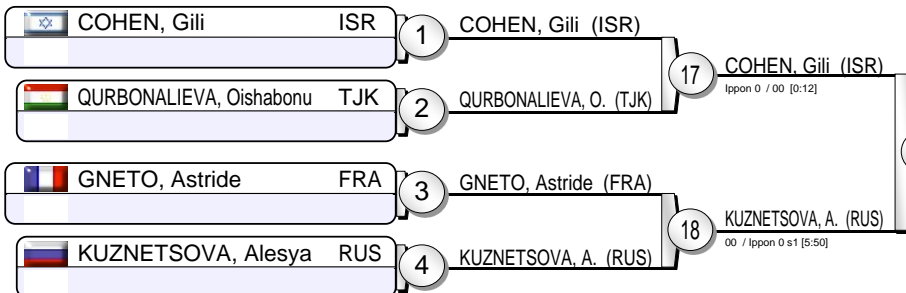 COHEN, Gili ISR
1
COHEN, Gili (ISR)
QURBONALIEVA, Oishabonu TJK
2
QURBONALIEVA, O. (TJK)
17
COHEN, Gili (ISR)
Ippon 0 / 00 [0:12]
GNETO, Astride FRA
3
GNETO, Astride (FRA)
KUZNETSOVA, Alesya RUS
4
KUZNETSOVA, A. (RUS)
18
KUZNETSOVA, A. (RUS)
00 / Ippon 0 s1 [5:50]